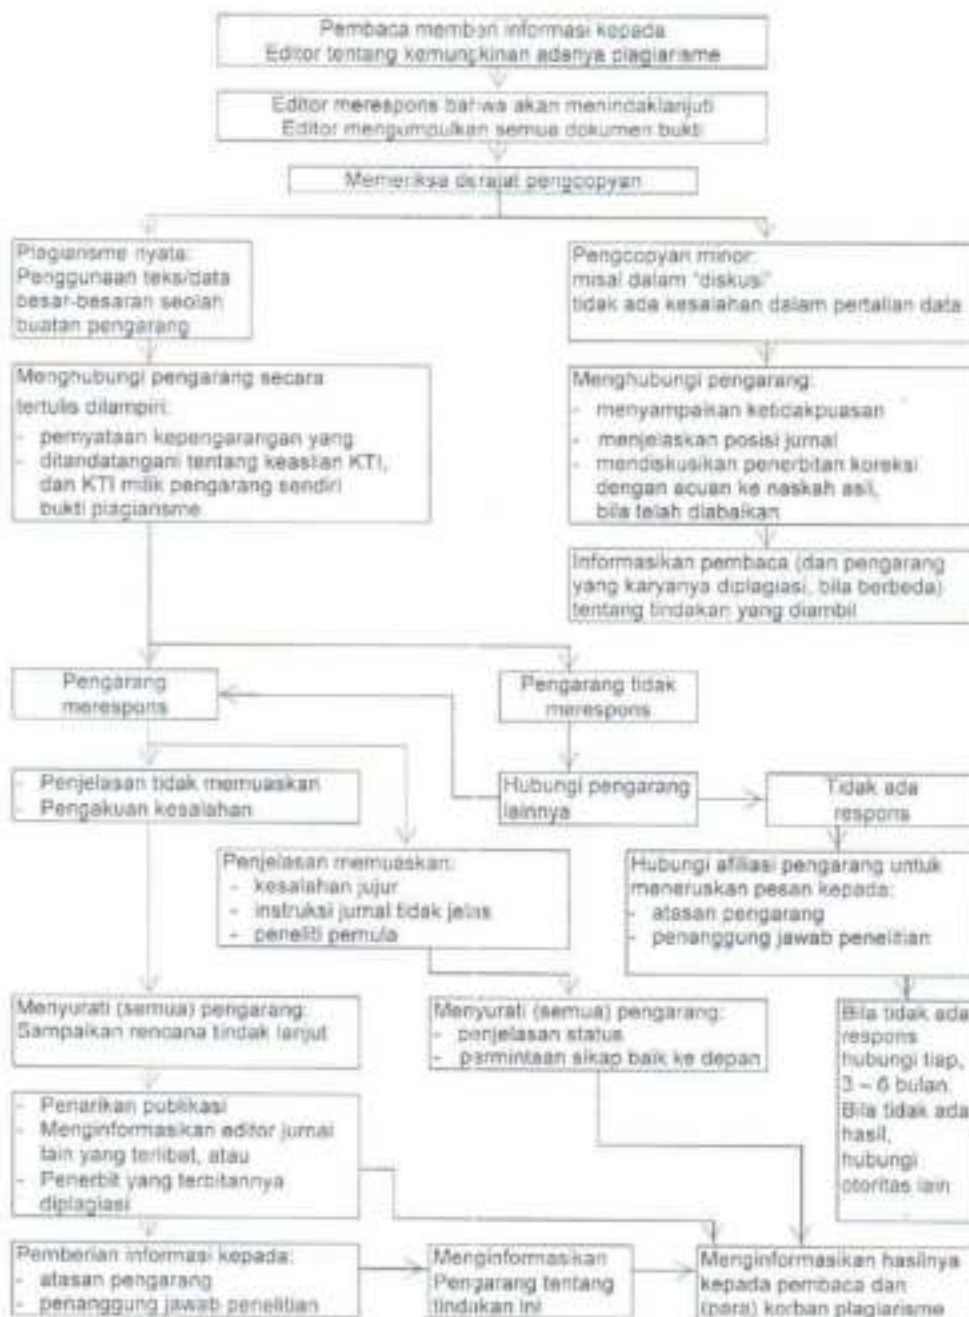 Pembaca memberi informasi kepada
Editor tentang kemungkinan adanya plagiarisme
Editor merespons bahwa akan menindaklanjuti
Editor mengumpulkan semua dokumen bukti
Memeriksa derajat pengcopyan
Plagiarisme nyata:
Penggunaan teks/data
besar-besaran seolah
buatan pengarang
Pengcopyan minor:
misal dalam "diskusi"
tidak ada kesalahan dalam pertalian data
Menghubungi pengarang secara
tertulis dilampiri:
- pernyataan kepengarangan yang
- ditandatangani tentang keaslian KTI,
dan KTI milik pengarang sendiri
bukti plagiarisme
Menghubungi pengarang:
- menyampaikan ketidakpuasan
- menjelaskan posisi jurnal
- mendiskusikan penerbitan koreksi
dengan acuan ke naskah asli,
bila telah diabaikan
Informasikan pembaca (dan pengarang
yang karyanya diplagiasi, bila berbeda)
tentang tindakan yang diambil
Pengarang
merespons
Pengarang tidak
merespons
- Penjelasan tidak memuaskan
- Pengakuan kesalahan
Hubungi pengarang
lainnya
Tidak ada
respons
Penjelasan memuaskan:
- kesalahan jujur
- instruksi jurnal tidak jelas
- peneliti pemula
Hubungi afiliasi pengarang untuk
meneruskan pesan kepada:
- atasan pengarang
- penanggung jawab penelitian
Menyurati (semua) pengarang:
Sampaikan rencana tindak lanjut
Menyurati (semua) pengarang:
- penjelasan status
- permintaan sikap baik ke depan
Bila tidak ada
respons
hubungi tiap,
3 – 6 bulan.
Bila tidak ada
hasil,
hubungi
otoritas lain
- Penarikan publikasi
- Menginformasikan editor jurnal
lain yang terlibat, atau
- Penerbit yang terbitannya
diplagiasi
Pemberian informasi kepada:
- atasan pengarang
- penanggung jawab penelitian
Menginformasikan
Pengarang tentang
tindakan ini
Menginformasikan hasilnya
kepada pembaca dan
(para) korban plagiarisme